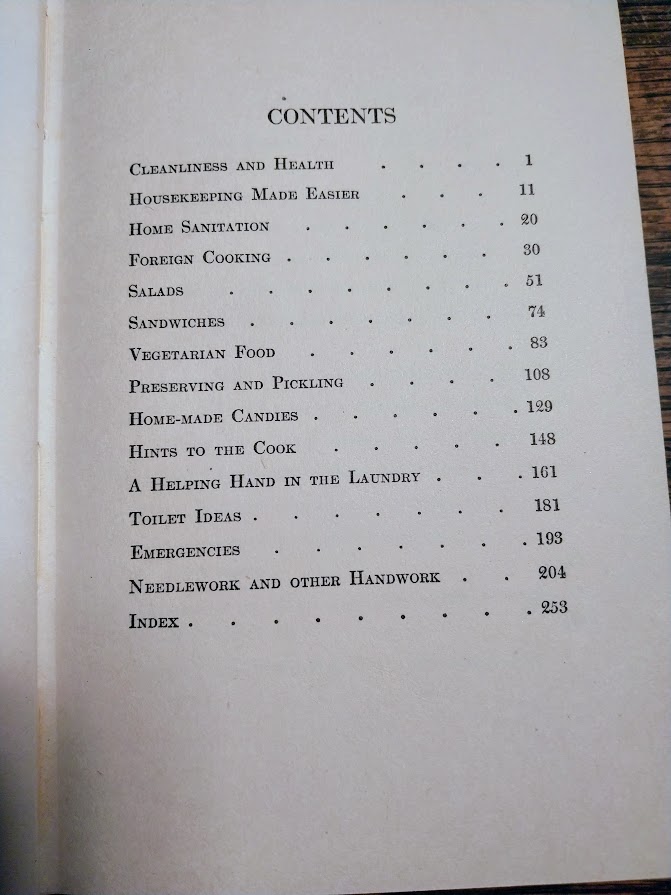 CONTENTS
Cleanliness and Health . . . . 1
Housekeeping Made Easier . . . 11
Home Sanitation . . . . . . 20
Foreign Cooking . . . . . . 30
Salads . . . . . . . . 51
Sandwiches . . . . . . . 74
Vegetarian Food . . . . . . 83
Preserving and Pickling . . . . 108
Home-made Candies . . . . . . 129
Hints to the Cook . . . . . 148
A Helping Hand in the Laundry . . . 161
Toilet Ideas . . . . . . . 181
Emergencies . . . . . . . 193
Needlework and other Handwork . . 204
Index . . . . . . . . . 253